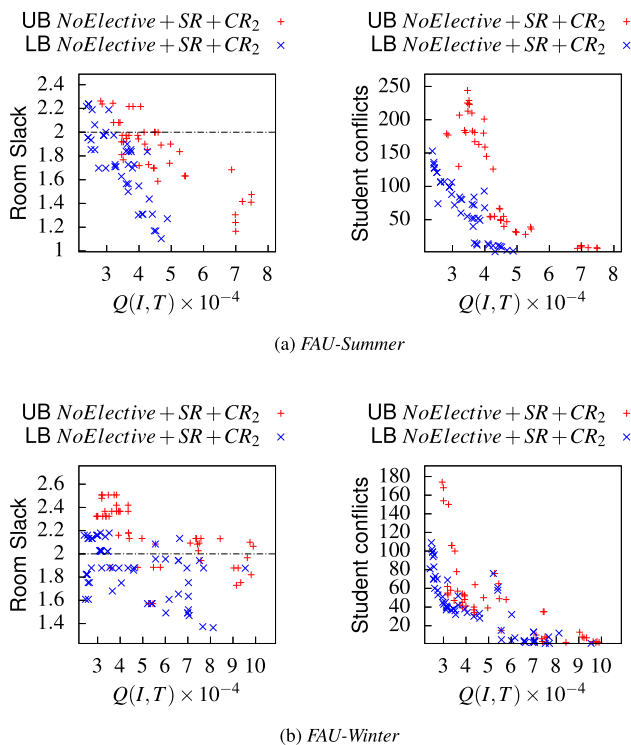 UB NoElective + SR + CR2 +
LB NoElective + SR + CR2 ×
Room Slack
2.4
2.2
2
1.8
1.6
1.4
1.2
1
3 4 5 6 7 8
Q(I,T) × 10^-4
UB NoElective + SR + CR2 +
LB NoElective + SR + CR2 ×
Student conflicts
250
200
150
100
50
3 4 5 6 7 8
Q(I,T) × 10^-4
(a) FAU-Summer
UB NoElective + SR + CR2 +
LB NoElective + SR + CR2 ×
Room Slack
2.6
2.4
2.2
2
1.8
1.6
1.4
3 4 5 6 7 8 9 10
Q(I,T) × 10^-4
UB NoElective + SR + CR2 +
LB NoElective + SR + CR2 ×
Student conflicts
180
160
140
120
100
80
60
40
20
3 4 5 6 7 8 9 10
Q(I,T) × 10^-4
(b) FAU-Winter